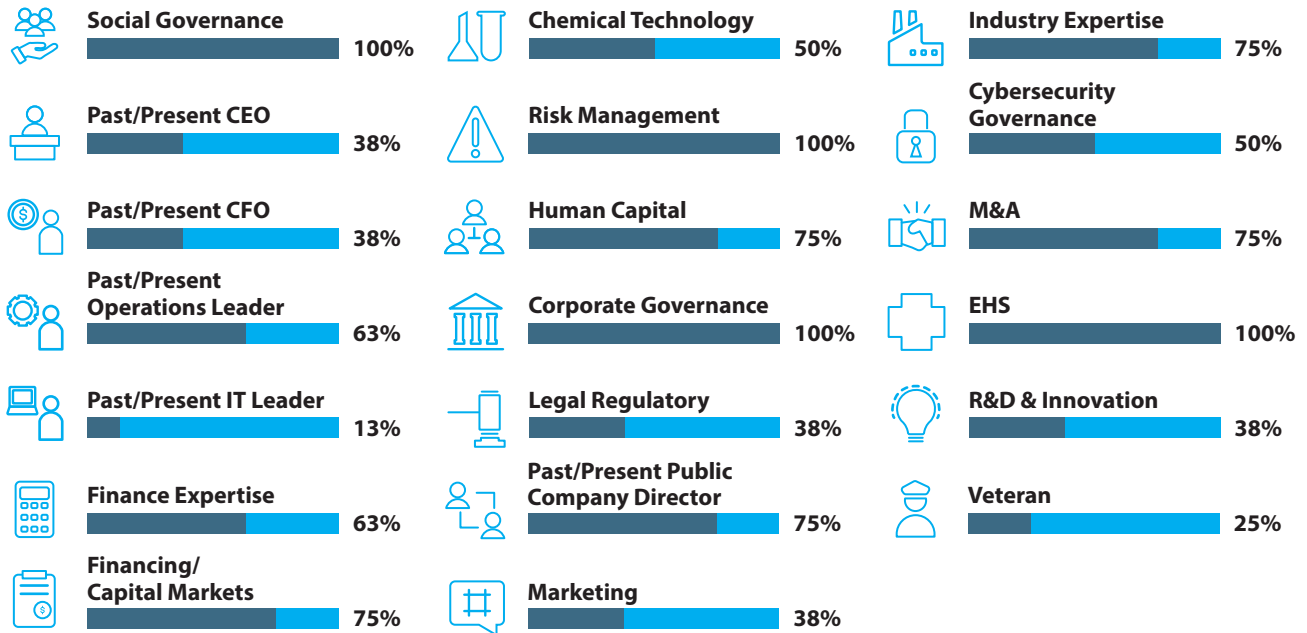 Social Governance
100%
Past/Present CEO
38%
Past/Present CFO
38%
Past/Present
Operations Leader
63%
Past/Present IT Leader
13%
Finance Expertise
63%
Financing/
Capital Markets
75%
Chemical Technology
50%
Risk Management
100%
Human Capital
75%
Corporate Governance
100%
Legal Regulatory
38%
Past/Present Public
Company Director
75%
Marketing
38%
Industry Expertise
75%
Cybersecurity
Governance
50%
M&A
75%
EHS
100%
R&D & Innovation
38%
Veteran
25%